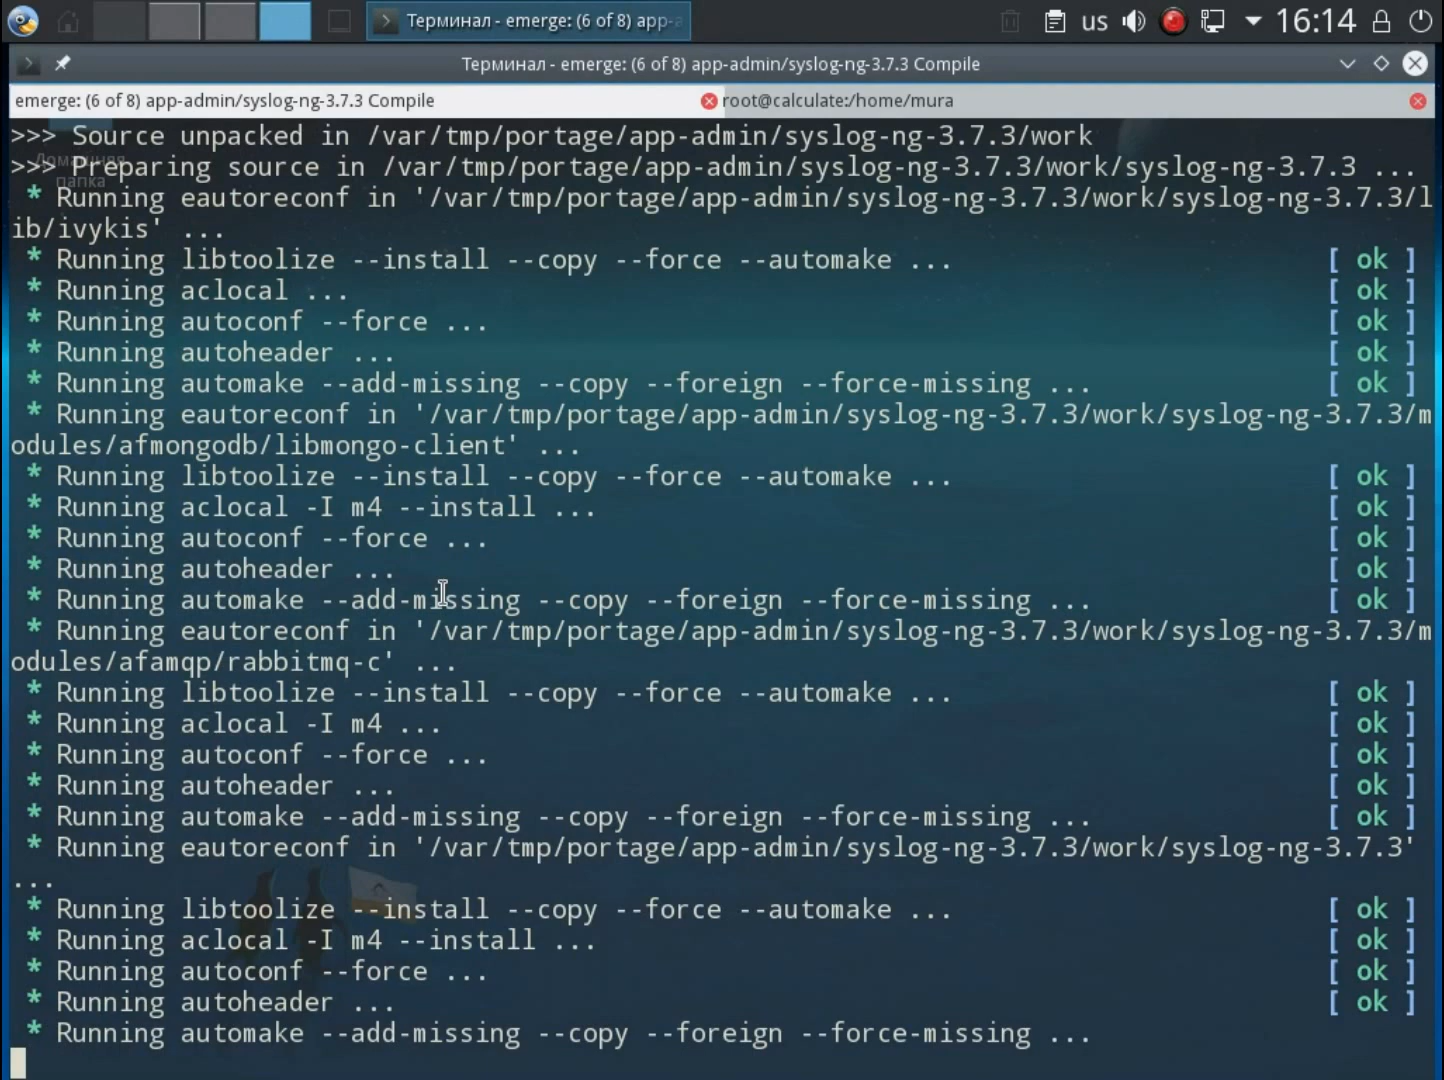 Терминал - emerge: (6 of 8) app-a
us
16:14
Терминал - emerge: (6 of 8) app-admin/syslog-ng-3.7.3 Compile
emerge: (6 of 8) app-admin/syslog-ng-3.7.3 Compile
root@calculate:/home/mura
>>> Source unpacked in /var/tmp/portage/app-admin/syslog-ng-3.7.3/work
Домашняя
>>> Preparing source in /var/tmp/portage/app-admin/syslog-ng-3.7.3/work/syslog-ng-3.7.3 ...
папка
* Running eautoreconf in '/var/tmp/portage/app-admin/syslog-ng-3.7.3/work/syslog-ng-3.7.3/l
ib/ivykis' ...
* Running libtoolize --install --copy --force --automake ... [ ok ]
* Running aclocal ... [ ok ]
* Running autoconf --force ... [ ok ]
* Running autoheader ... [ ok ]
* Running automake --add-missing --copy --foreign --force-missing ... [ ok ]
* Running eautoreconf in '/var/tmp/portage/app-admin/syslog-ng-3.7.3/work/syslog-ng-3.7.3/m
odules/afmongodb/libmongo-client' ...
* Running libtoolize --install --copy --force --automake ... [ ok ]
* Running aclocal -I m4 --install ... [ ok ]
* Running autoconf --force ... [ ok ]
* Running autoheader ... [ ok ]
* Running automake --add-missing --copy --foreign --force-missing ... [ ok ]
* Running eautoreconf in '/var/tmp/portage/app-admin/syslog-ng-3.7.3/work/syslog-ng-3.7.3/m
odules/afamqp/rabbitmq-c' ...
* Running libtoolize --install --copy --force --automake ... [ ok ]
* Running aclocal -I m4 ... [ ok ]
* Running autoconf --force ... [ ok ]
* Running autoheader ... [ ok ]
* Running automake --add-missing --copy --foreign --force-missing ... [ ok ]
* Running eautoreconf in '/var/tmp/portage/app-admin/syslog-ng-3.7.3/work/syslog-ng-3.7.3'
...
* Running libtoolize --install --copy --force --automake ... [ ok ]
* Running aclocal -I m4 --install ... [ ok ]
* Running autoconf --force ... [ ok ]
* Running autoheader ... [ ok ]
* Running automake --add-missing --copy --foreign --force-missing ...